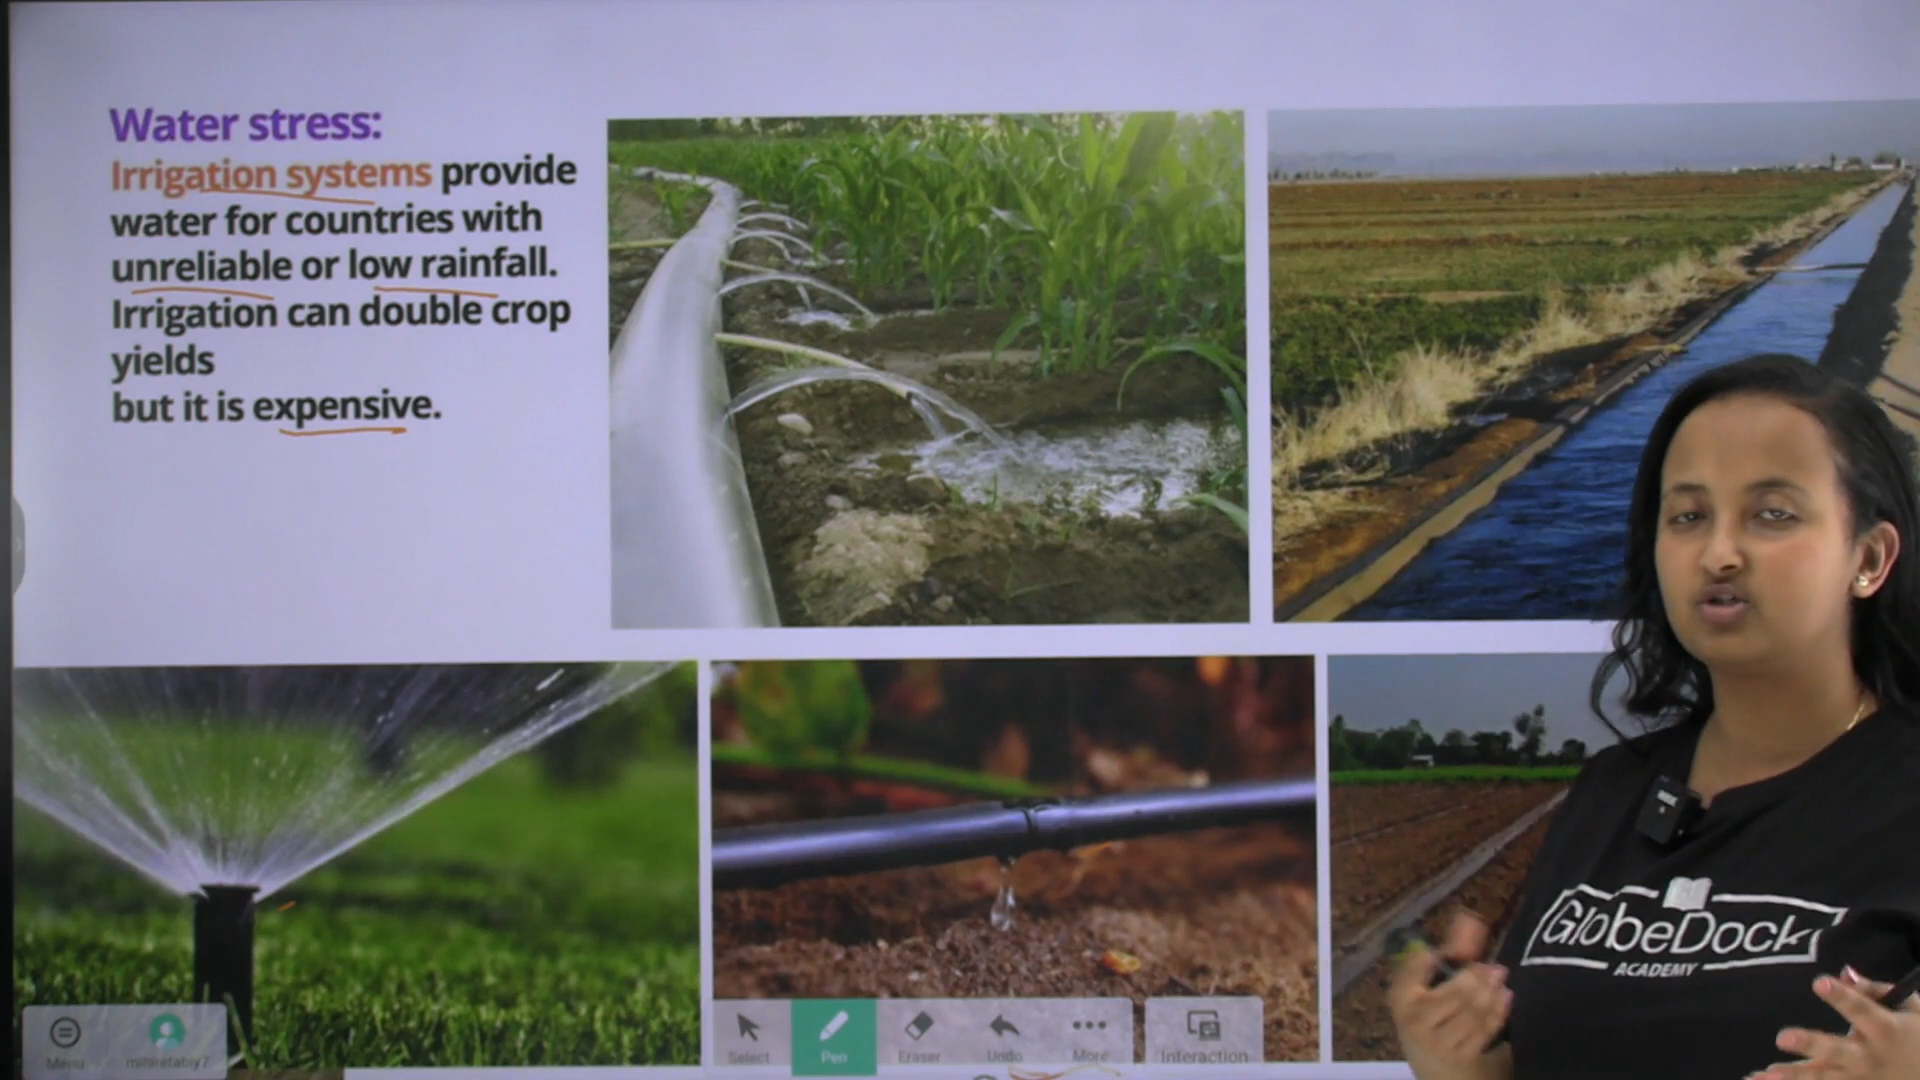 Water stress:
Irrigation systems provide
water for countries with
unreliable or low rainfall.
Irrigation can double crop
yields
but it is expensive.
GlobeDock
ACADEMY
Menu
mihiretabiy7
Select
Pen
Eraser
Undo
More
Interaction